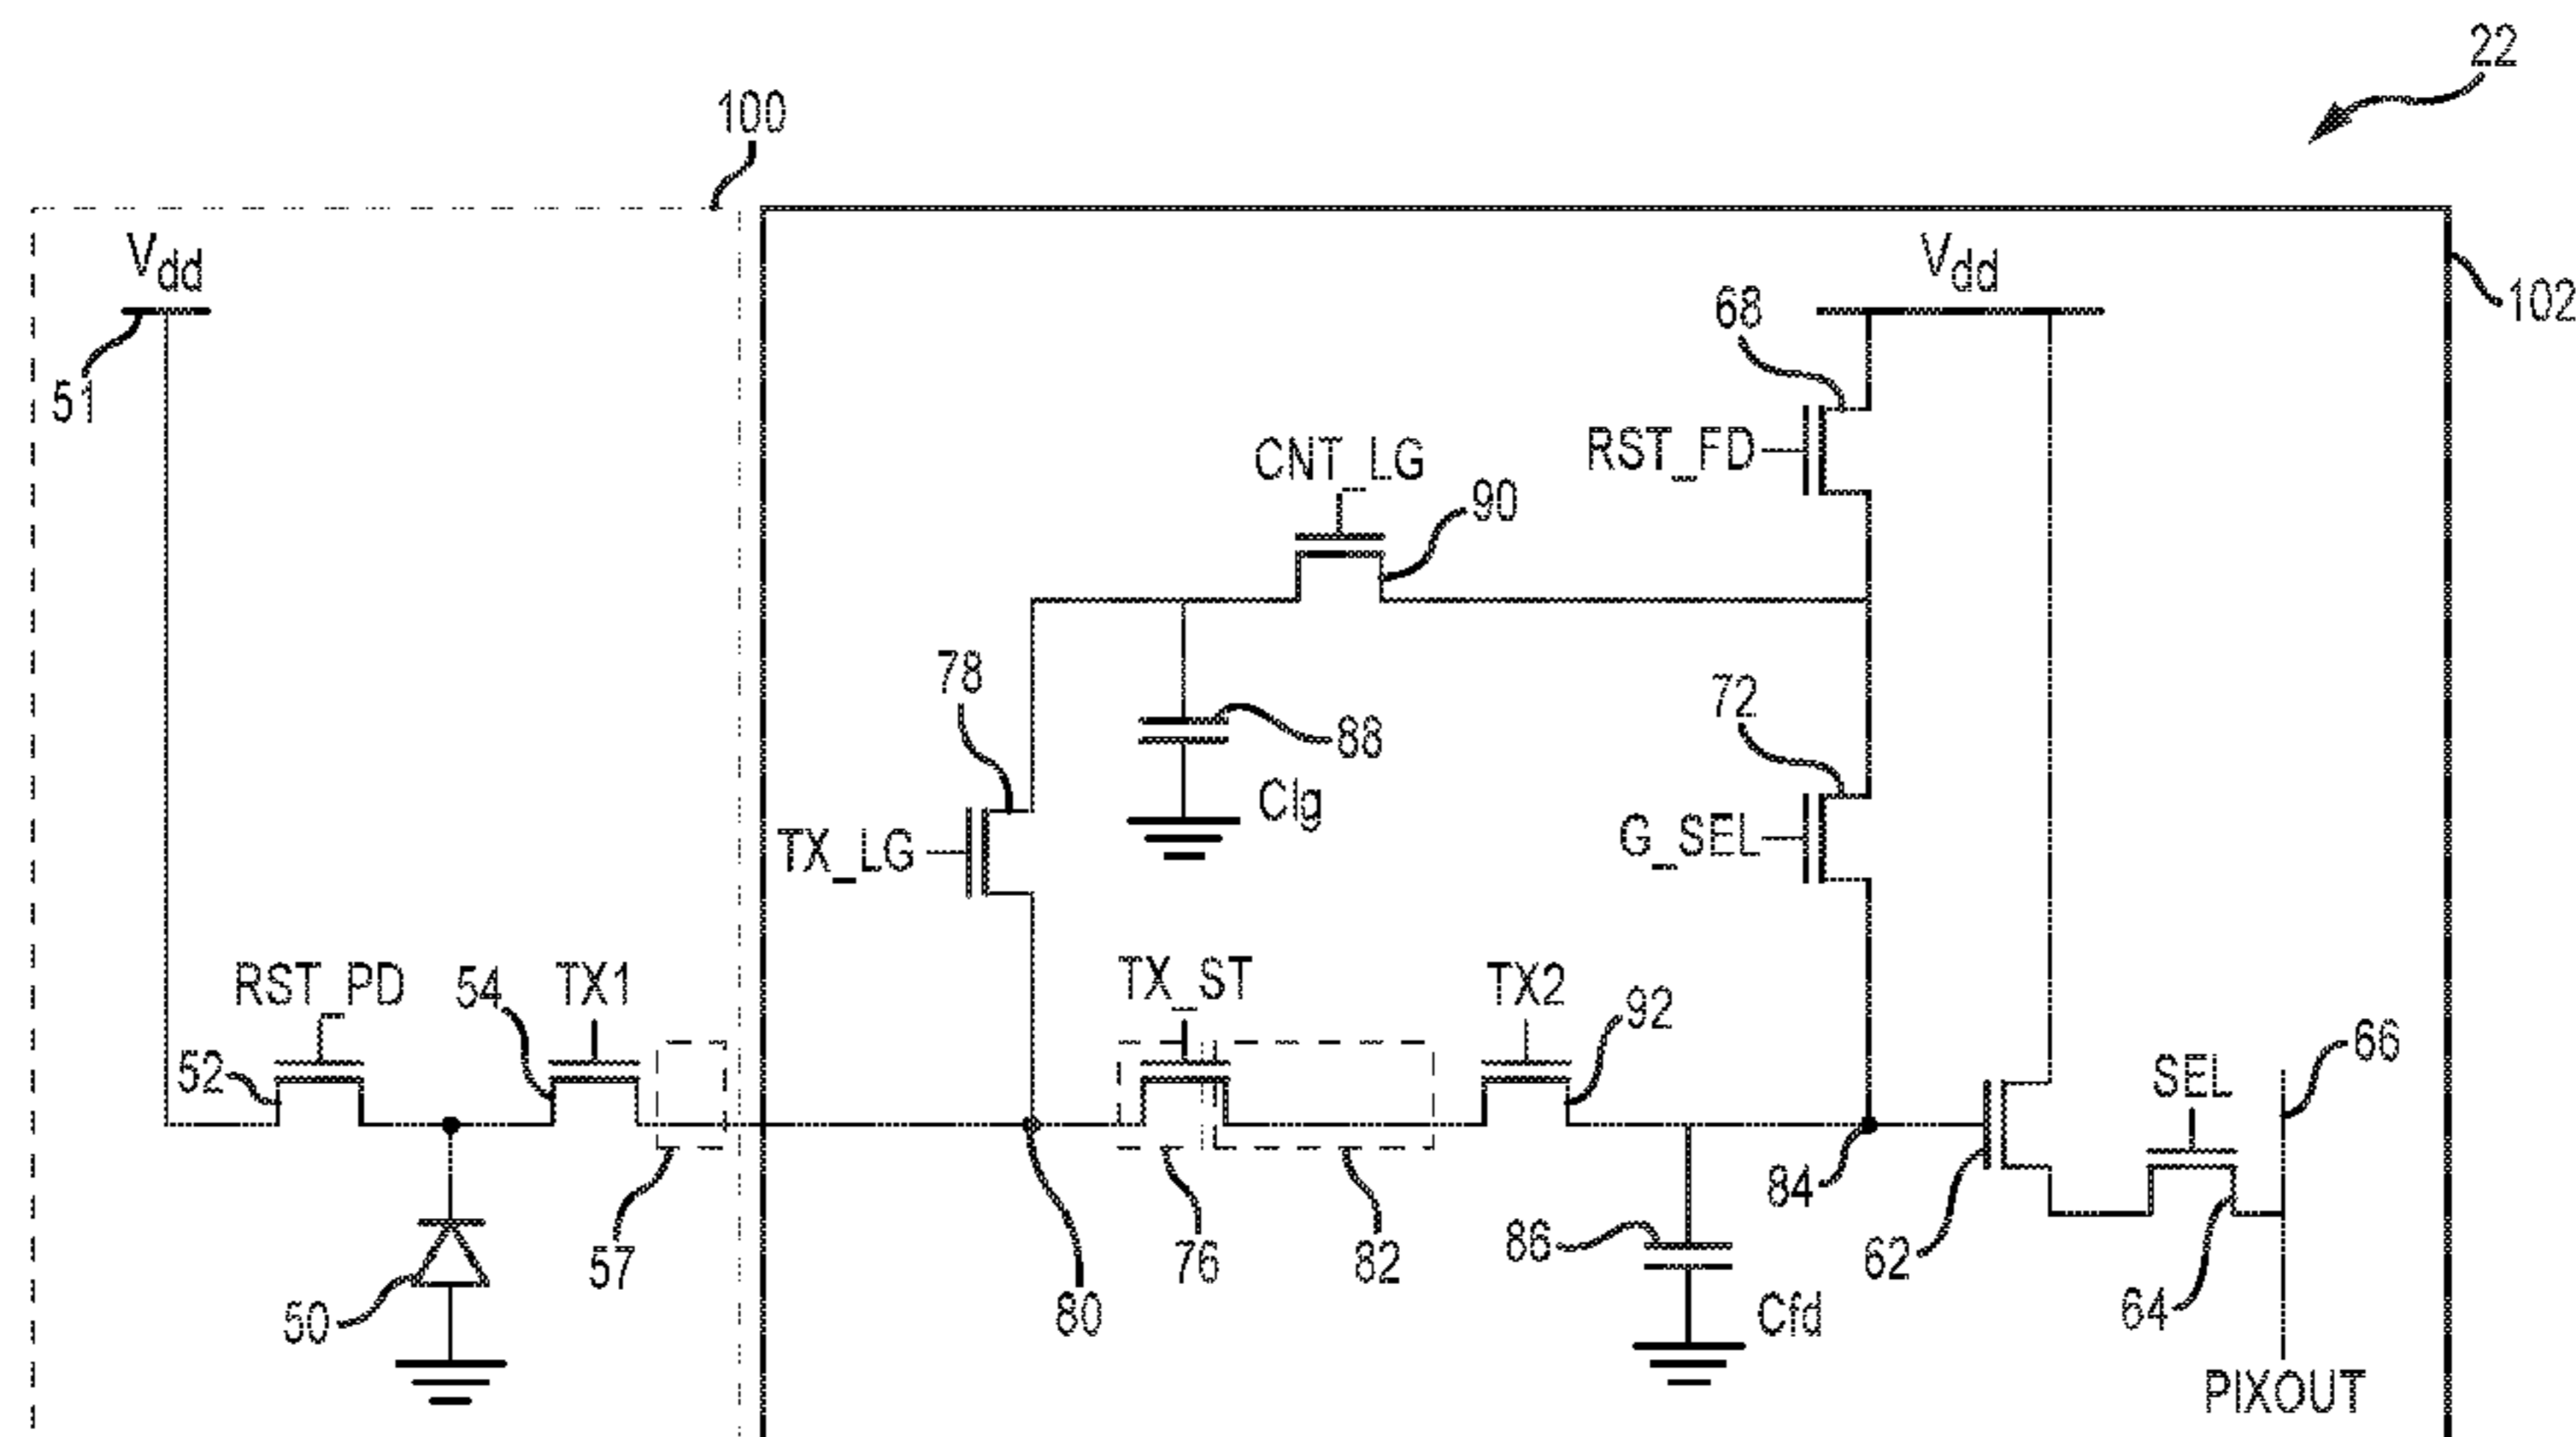 22
100
Vdd
Vdd
102
68
51
RST_FD
CNT_LG
90
78
72
88
Clg
TX_LG
G_SEL
RST_PD
54
TX1
TX_ST
TX2
92
66
52
SEL
84
50
57
76
82
86
62
80
Cfd
64
PIXOUT